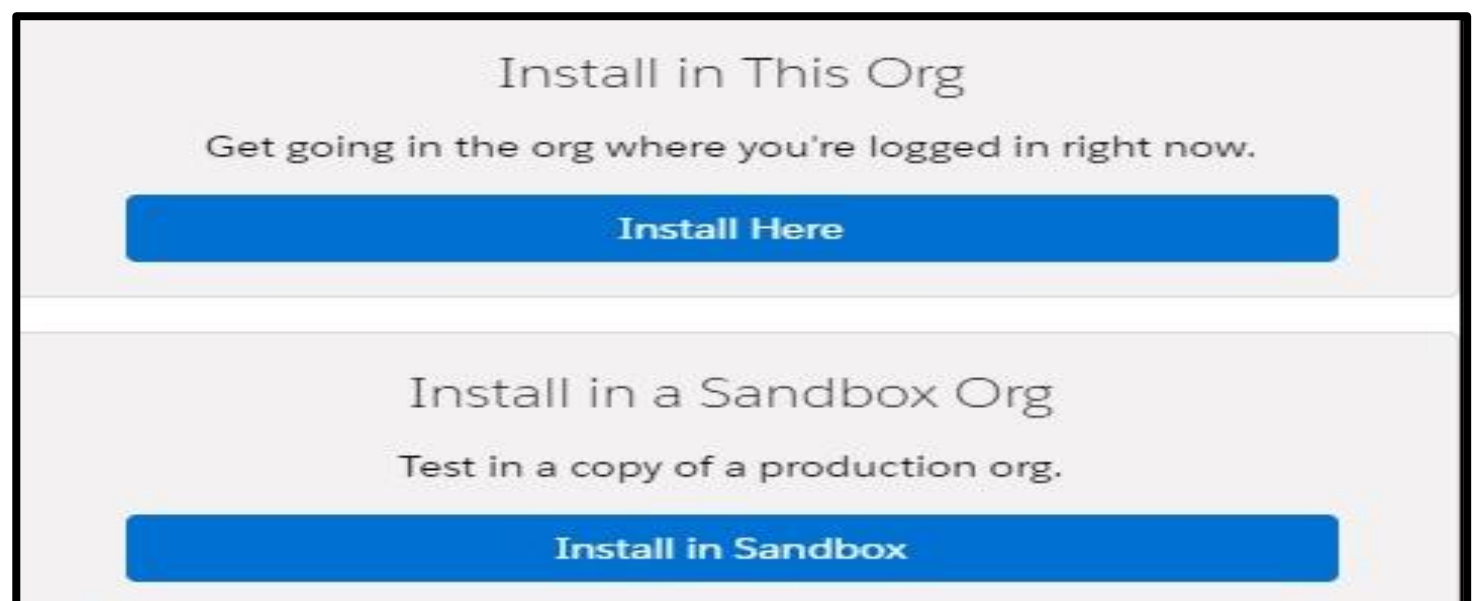 Install in This Org
Get going in the org where you're logged in right now.
Install Here
Install in a Sandbox Org
Test in a copy of a production org.
Install in Sandbox